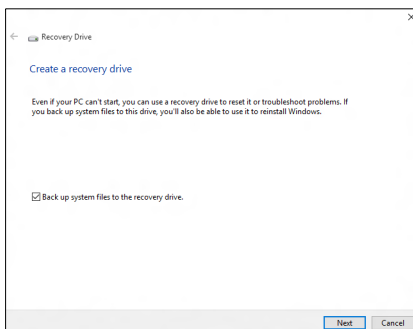 Recovery Drive
Create a recovery drive
Even if your PC can't start, you can use a recovery drive to reset it or troubleshoot problems. If
you back up system files to this drive, you'll also be able to use it to reinstall Windows.
Back up system files to the recovery drive.
Next Cancel